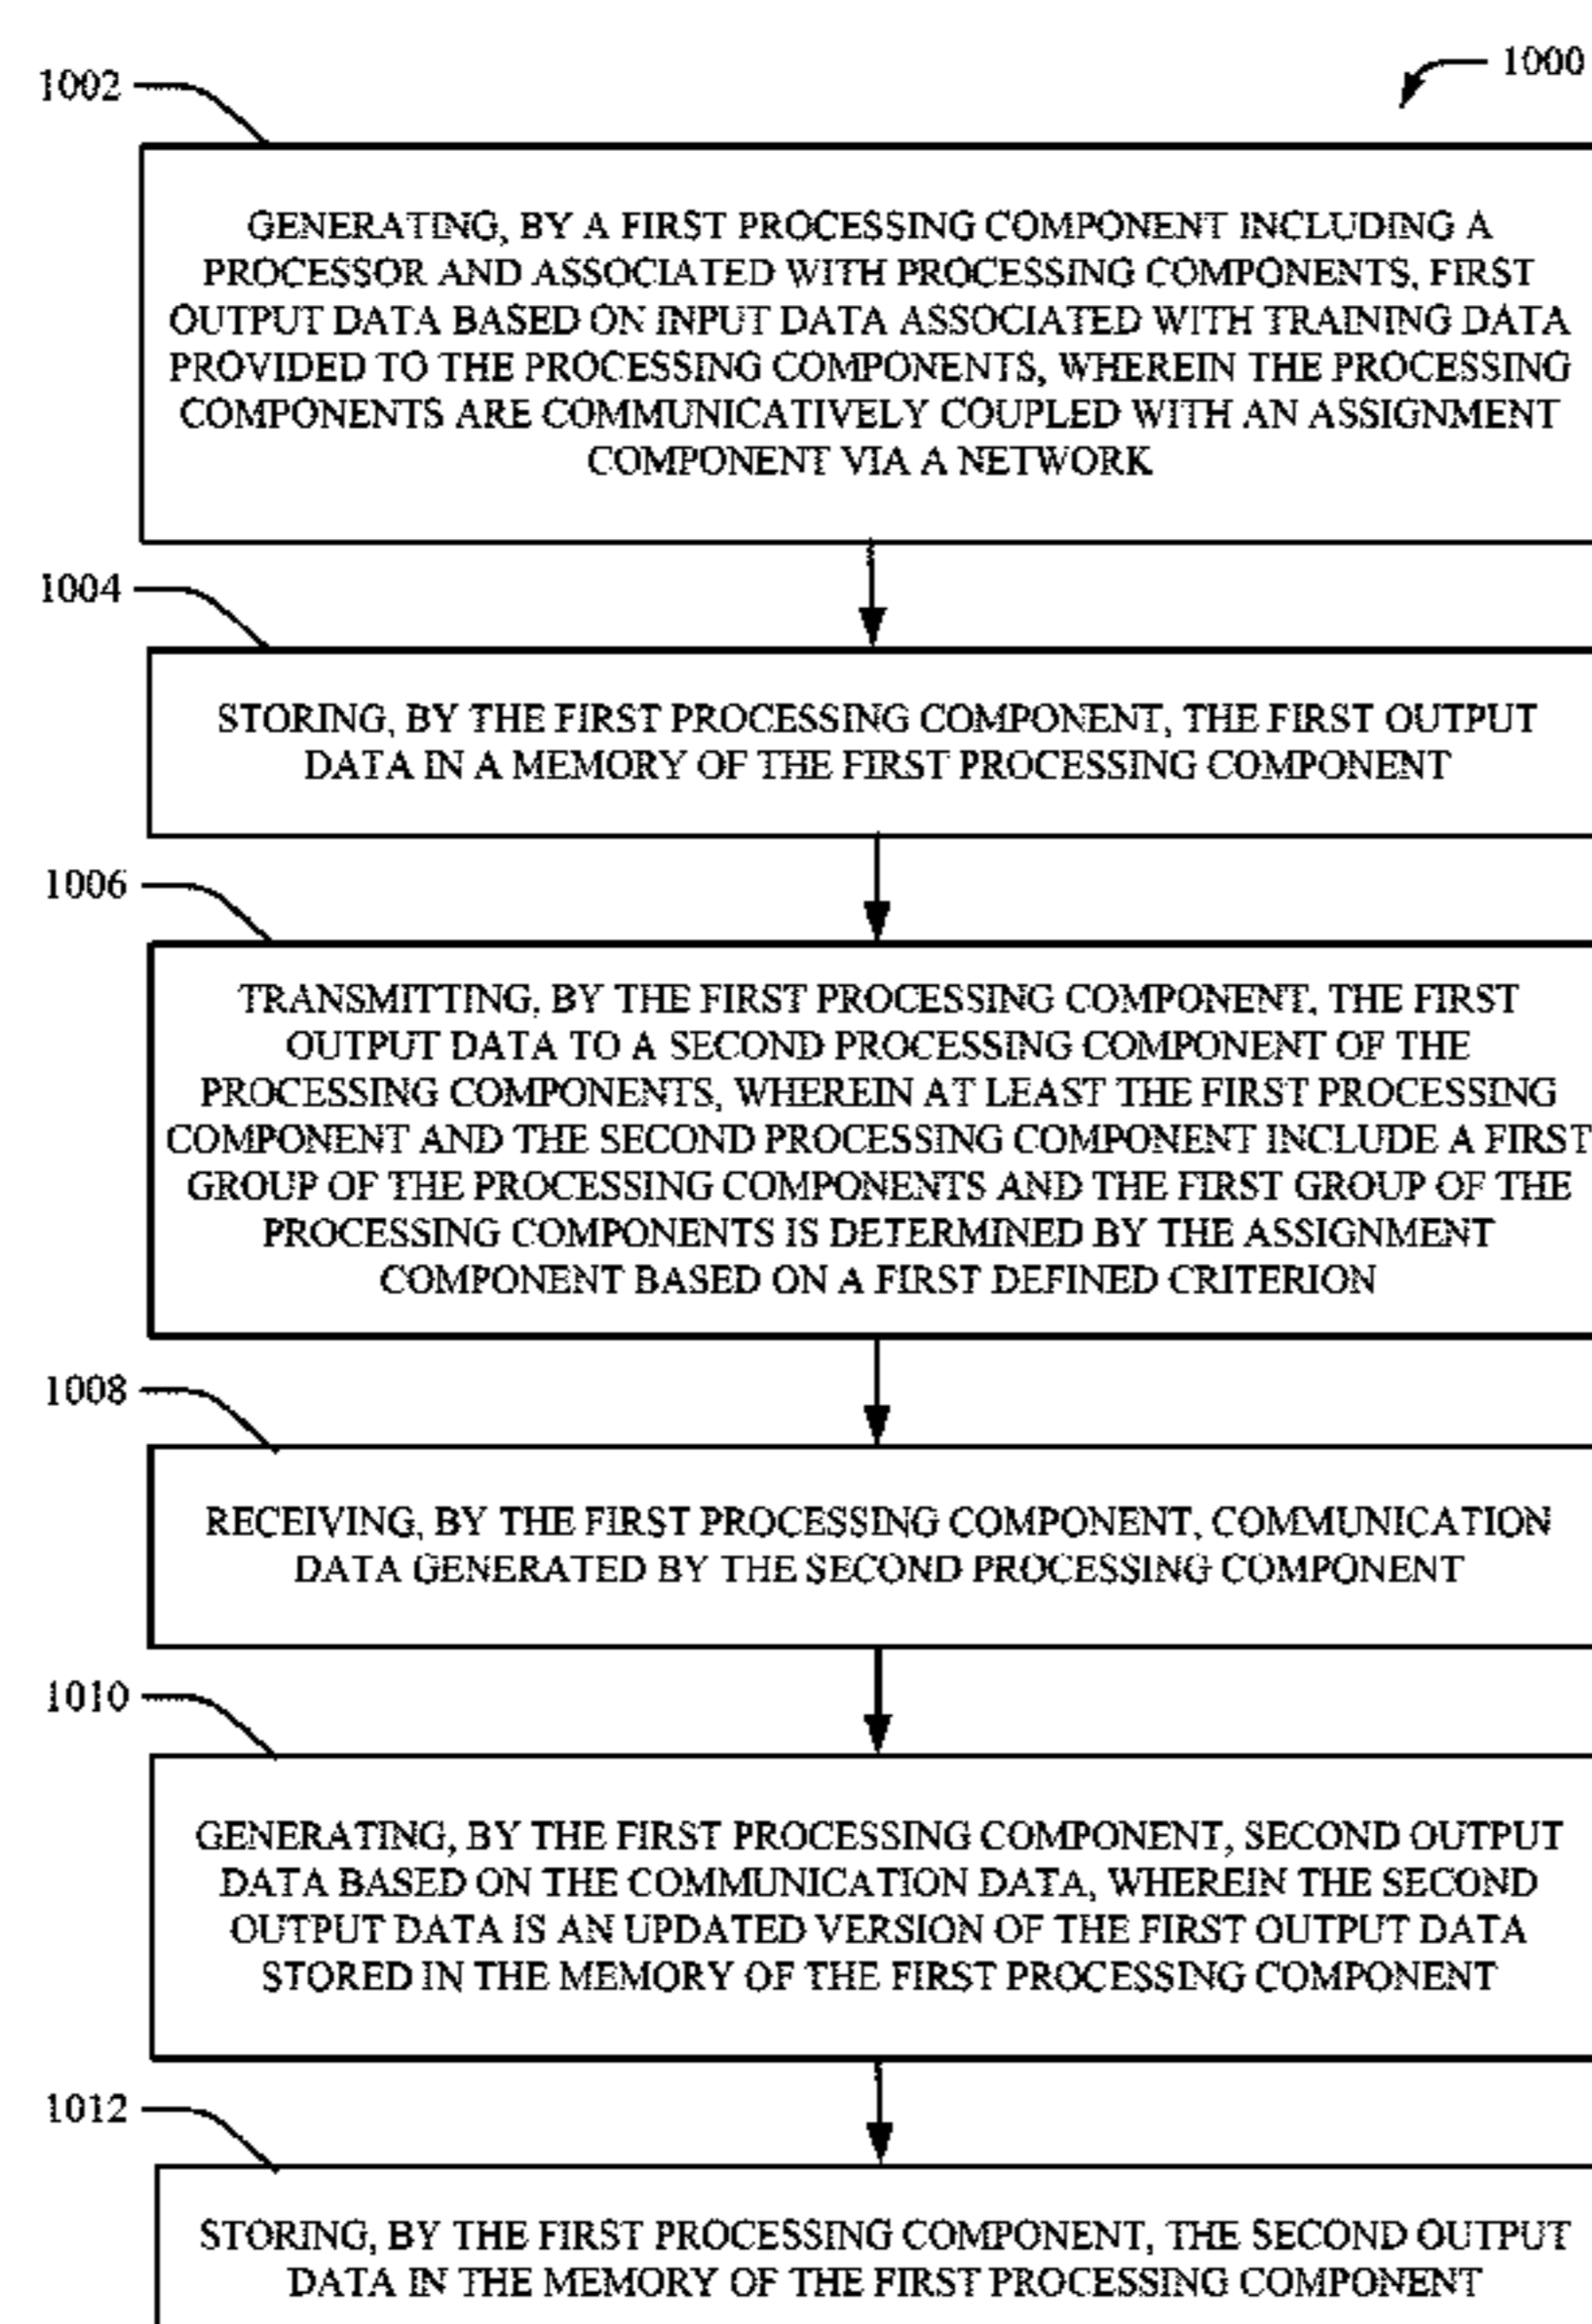 1000
1002
GENERATING, BY A FIRST PROCESSING COMPONENT INCLUDING A
PROCESSOR AND ASSOCIATED WITH PROCESSING COMPONENTS, FIRST
OUTPUT DATA BASED ON INPUT DATA ASSOCIATED WITH TRAINING DATA
PROVIDED TO THE PROCESSING COMPONENTS, WHEREIN THE PROCESSING
COMPONENTS ARE COMMUNICATIVELY COUPLED WITH AN ASSIGNMENT
COMPONENT VIA A NETWORK
1004
STORING, BY THE FIRST PROCESSING COMPONENT, THE FIRST OUTPUT
DATA IN A MEMORY OF THE FIRST PROCESSING COMPONENT
1006
TRANSMITTING, BY THE FIRST PROCESSING COMPONENT, THE FIRST
OUTPUT DATA TO A SECOND PROCESSING COMPONENT OF THE
PROCESSING COMPONENTS, WHEREIN AT LEAST THE FIRST PROCESSING
COMPONENT AND THE SECOND PROCESSING COMPONENT INCLUDE A FIRST
GROUP OF THE PROCESSING COMPONENTS AND THE FIRST GROUP OF THE
PROCESSING COMPONENTS IS DETERMINED BY THE ASSIGNMENT
COMPONENT BASED ON A FIRST DEFINED CRITERION
1008
RECEIVING, BY THE FIRST PROCESSING COMPONENT, COMMUNICATION
DATA GENERATED BY THE SECOND PROCESSING COMPONENT
1010
GENERATING, BY THE FIRST PROCESSING COMPONENT, SECOND OUTPUT
DATA BASED ON THE COMMUNICATION DATA, WHEREIN THE SECOND
OUTPUT DATA IS AN UPDATED VERSION OF THE FIRST OUTPUT DATA
STORED IN THE MEMORY OF THE FIRST PROCESSING COMPONENT
1012
STORING, BY THE FIRST PROCESSING COMPONENT, THE SECOND OUTPUT
DATA IN THE MEMORY OF THE FIRST PROCESSING COMPONENT